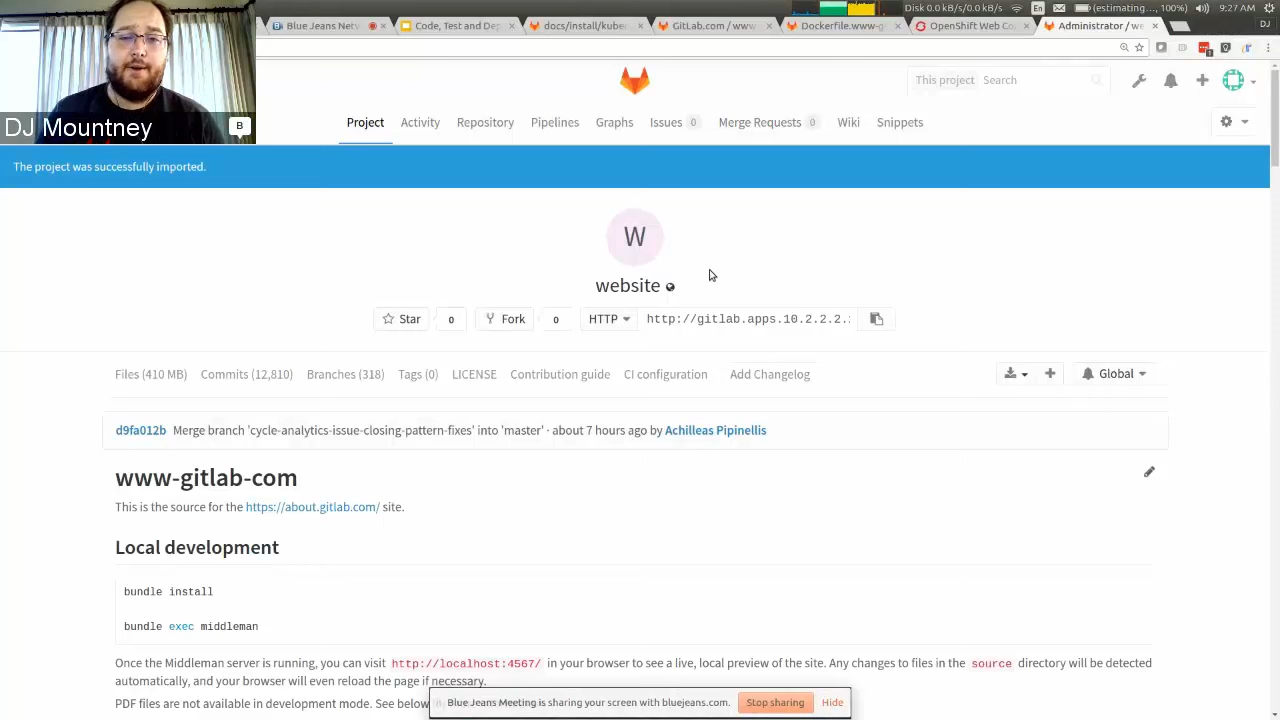 Disk 0.0 kB/s 0.0 kB/s En 9:27 AM
Blue Jeans Netw
Code, Test and Dep
docs/install/kubern
GitLab.com / www
Dockerfile.www-g
OpenShift Web Con
Administrator / we
DJ
DJ Mountney
B
This project Search
Project Activity Repository Pipelines Graphs Issues 0 Merge Requests 0 Wiki Snippets
The project was successfully imported.
W
website
Star 0 Fork 0 HTTP http://gitlab.apps.10.2.2.2.
Files (410 MB) Commits (12,810) Branches (318) Tags (0) LICENSE Contribution guide CI configuration Add Changelog Global
d9fa012b Merge branch 'cycle-analytics-issue-closing-pattern-fixes' into 'master' · about 7 hours ago by Achilleas Pipinellis
www-gitlab-com
This is the source for the https://about.gitlab.com/ site.
Local development
bundle install
bundle exec middleman
Once the Middleman server is running, you can visit http://localhost:4567/ in your browser to see a live, local preview of the site. Any changes to files in the source directory will be detected
automatically, and your browser will even reload the page if necessary.
PDF files are not available in development mode. See below
Blue Jeans Meeting is sharing your screen with bluejeans.com. Stop sharing Hide